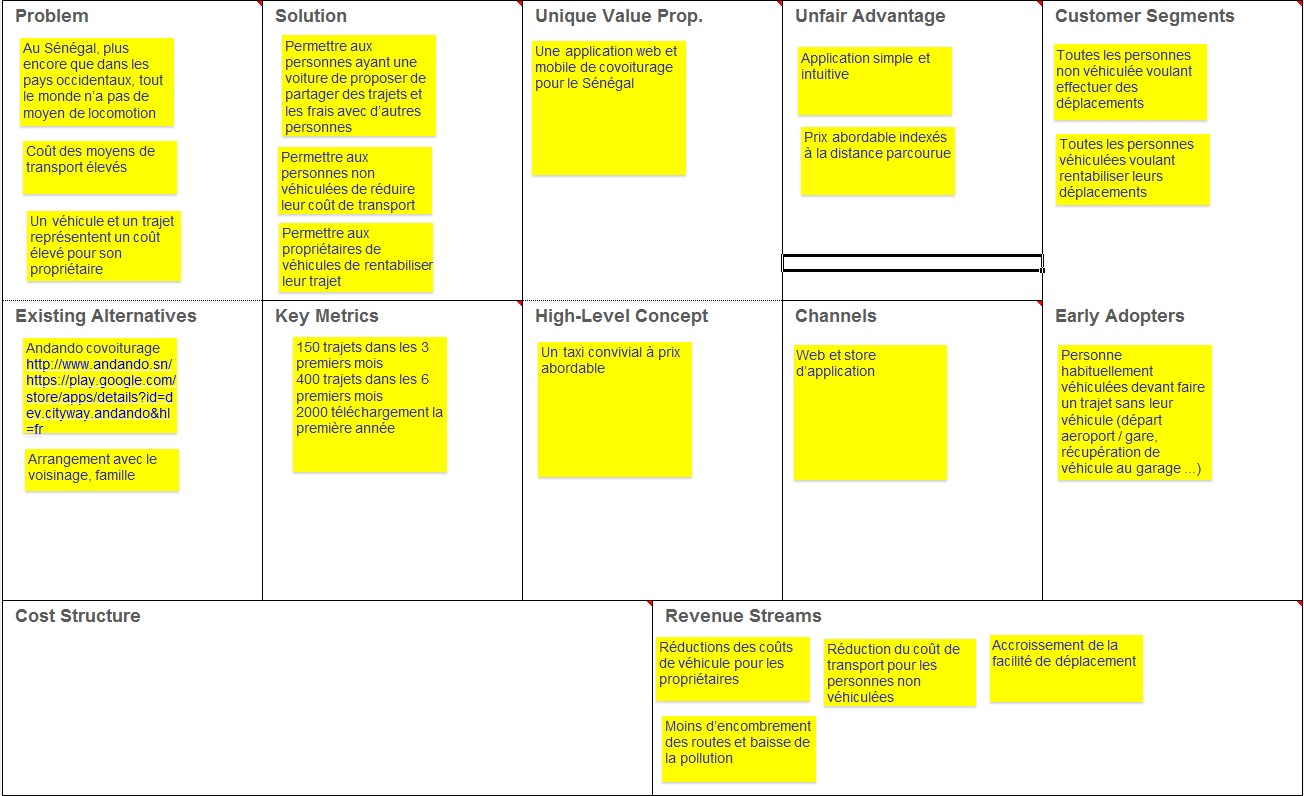 Problem
Au Sénégal, plus
encore que dans les
pays occidentaux, tout
le monde n'a pas de
moyen de locomotion
Coût des moyens de
transport élevés
Un véhicule et un trajet
représentent un coût
élevé pour son
propriétaire
Solution
Permettre aux
personnes ayant une
voiture de proposer de
partager des trajets et
les frais avec d'autres
personnes
Permettre aux
personnes non
véhiculées de réduire
leur coût de transport
Permettre aux
propriétaires de
véhicules de rentabiliser
leur trajet
Unique Value Prop.
Une application web et
mobile de covoiturage
pour le Sénégal
Unfair Advantage
Application simple et
intuitive
Prix abordable indexés
à la distance parcourue
Customer Segments
Toutes les personnes
non véhiculée voulant
effectuer des
déplacements
Toutes les personnes
véhiculées voulant
rentabiliser leurs
déplacements
Existing Alternatives
Andando covoiturage
http://www.andando.sn/
https://play.google.com/
store/apps/details?id=d
ev.cityway.andando&hl
=fr
Arrangement avec le
voisinage, famille
Key Metrics
150 trajets dans les 3
premiers mois
400 trajets dans les 6
premiers mois
2000 téléchargement la
première année
High-Level Concept
Un taxi convivial à prix
abordable
Channels
Web et store
d'application
Early Adopters
Personne
habituellement
véhiculées devant faire
un trajet sans leur
véhicule (départ
aeroport / gare,
récupération de
véhicule au garage ...)
Cost Structure
Revenue Streams
Réductions des coûts
de véhicule pour les
propriétaires
Réduction du coût de
transport pour les
personnes non
véhiculées
Accroissement de la
facilité de déplacement
Moins d'encombrement
des routes et baisse de
la pollution